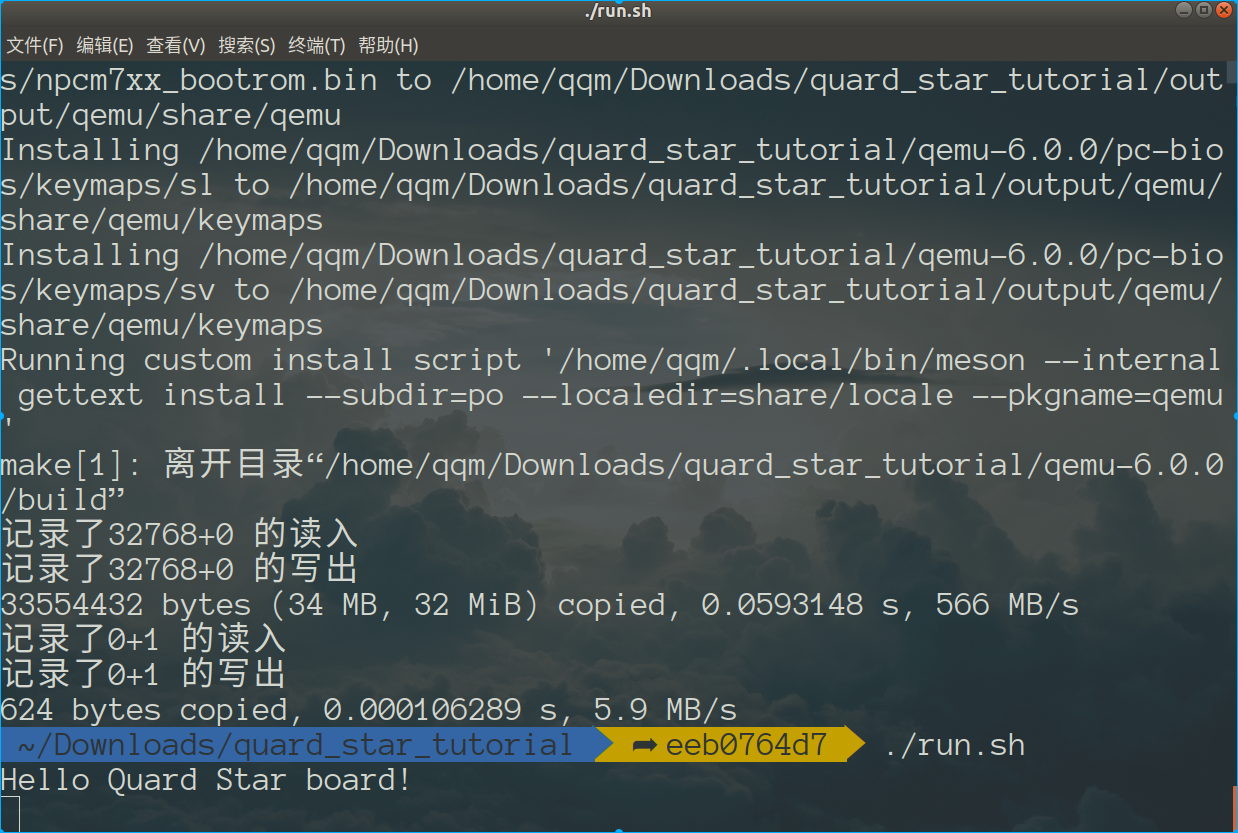 ./run.sh
文件(F) 编辑(E) 查看(V) 搜索(S) 终端(T) 帮助(H)
s/npcm7xx_bootrom.bin to /home/qqm/Downloads/quard_star_tutorial/out
put/qemu/share/qemu
Installing /home/qqm/Downloads/quard_star_tutorial/qemu-6.0.0/pc-bio
s/keymaps/sl to /home/qqm/Downloads/quard_star_tutorial/output/qemu/
share/qemu/keymaps
Installing /home/qqm/Downloads/quard_star_tutorial/qemu-6.0.0/pc-bio
s/keymaps/sv to /home/qqm/Downloads/quard_star_tutorial/output/qemu/
share/qemu/keymaps
Running custom install script '/home/qqm/.local/bin/meson --internal
 gettext install --subdir=po --localedir=share/locale --pkgname=qemu
'
make[1]: 离开目录“/home/qqm/Downloads/quard_star_tutorial/qemu-6.0.0
/build”
记录了32768+0 的读入
记录了32768+0 的写出
33554432 bytes (34 MB, 32 MiB) copied, 0.0593148 s, 566 MB/s
记录了0+1 的读入
记录了0+1 的写出
624 bytes copied, 0.000106289 s, 5.9 MB/s
~/Downloads/quard_star_tutorial ➦ eeb0764d7 ./run.sh
Hello Quard Star board!